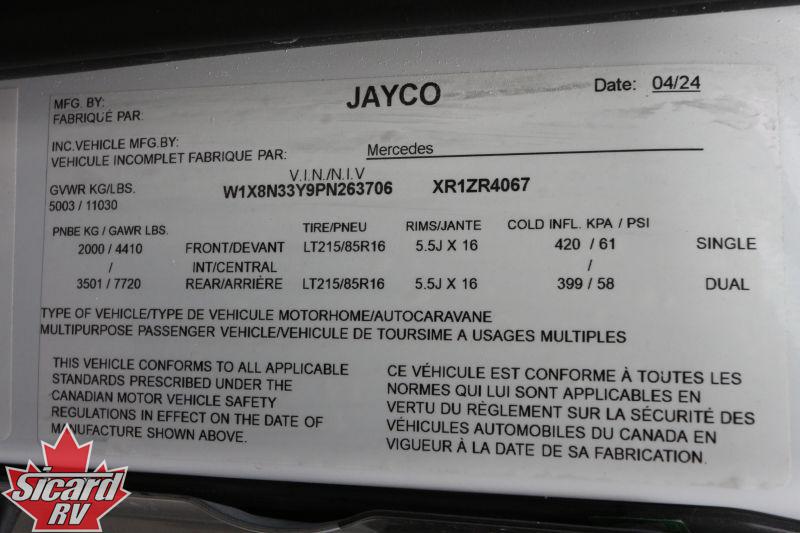 MFG. BY:
FABRIQUÉ PAR:
JAYCO
Date: 04/24
INC.VEHICLE MFG.BY:
VEHICULE INCOMPLET FABRIQUE PAR: Mercedes
V.I.N./N.I.V
GVWR KG/LBS. W1X8N33Y9PN263706 XR1ZR4067
5003 / 11030
PNBE KG / GAWR LBS. TIRE/PNEU RIMS/JANTE COLD INFL. KPA / PSI
2000 / 4410 FRONT/DEVANT LT215/85R16 5.5J X 16 420 / 61 SINGLE
/ INT/CENTRAL /
3501 / 7720 REAR/ARRIÈRE LT215/85R16 5.5J X 16 399 / 58 DUAL
TYPE OF VEHICLE/TYPE DE VEHICULE MOTORHOME/AUTOCARAVANE
MULTIPURPOSE PASSENGER VEHICLE/VEHICULE DE TOURSIME A USAGES MULTIPLES
THIS VEHICLE CONFORMS TO ALL APPLICABLE
STANDARDS PRESCRIBED UNDER THE
CANADIAN MOTOR VEHICLE SAFETY
REGULATIONS IN EFFECT ON THE DATE OF
MANUFACTURE SHOWN ABOVE.
CE VÉHICULE EST CONFORME À TOUTES LES
NORMES QUI LUI SONT APPLICABLES EN
VERTU DU RÈGLEMENT SUR LA SÉCURITÉ DES
VÉHICULES AUTOMOBILES DU CANADA EN
VIGUEUR À LA DATE DE SA FABRICATION.
Sicard
RV